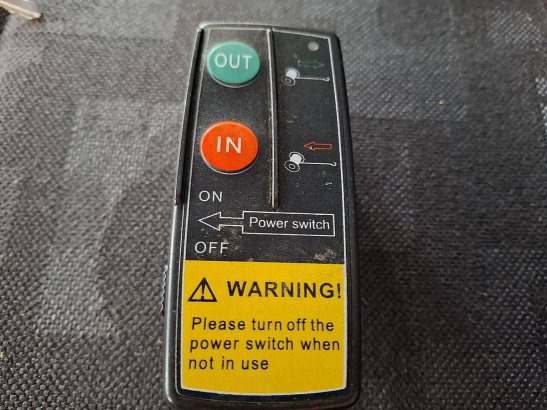 OUT
IN
ON
Power switch
OFF
WARNING!
Please turn off the
power switch when
not in use